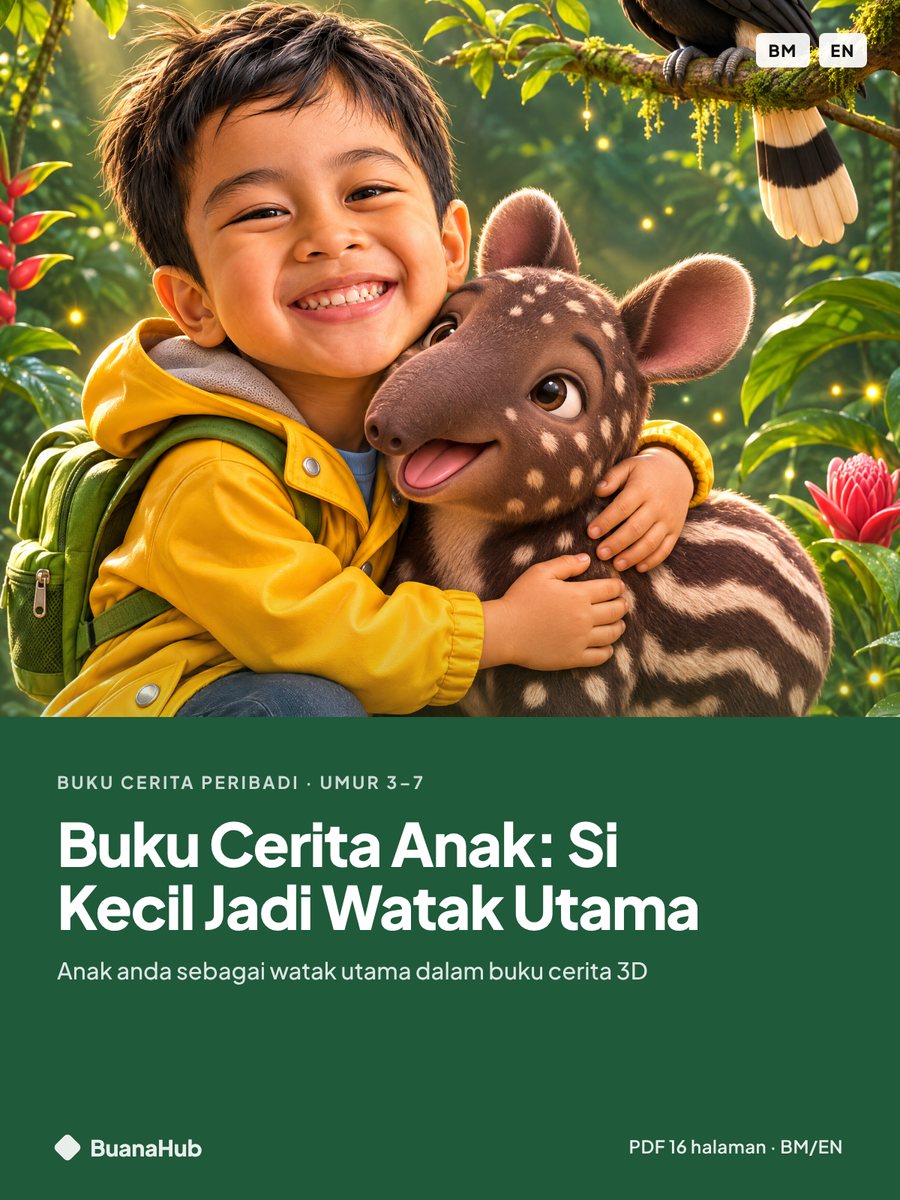 BM EN
BUKU CERITA PERIBADI · UMUR 3–7
Buku Cerita Anak: Si
Kecil Jadi Watak Utama
Anak anda sebagai watak utama dalam buku cerita 3D
BuanaHub
PDF 16 halaman · BM/EN